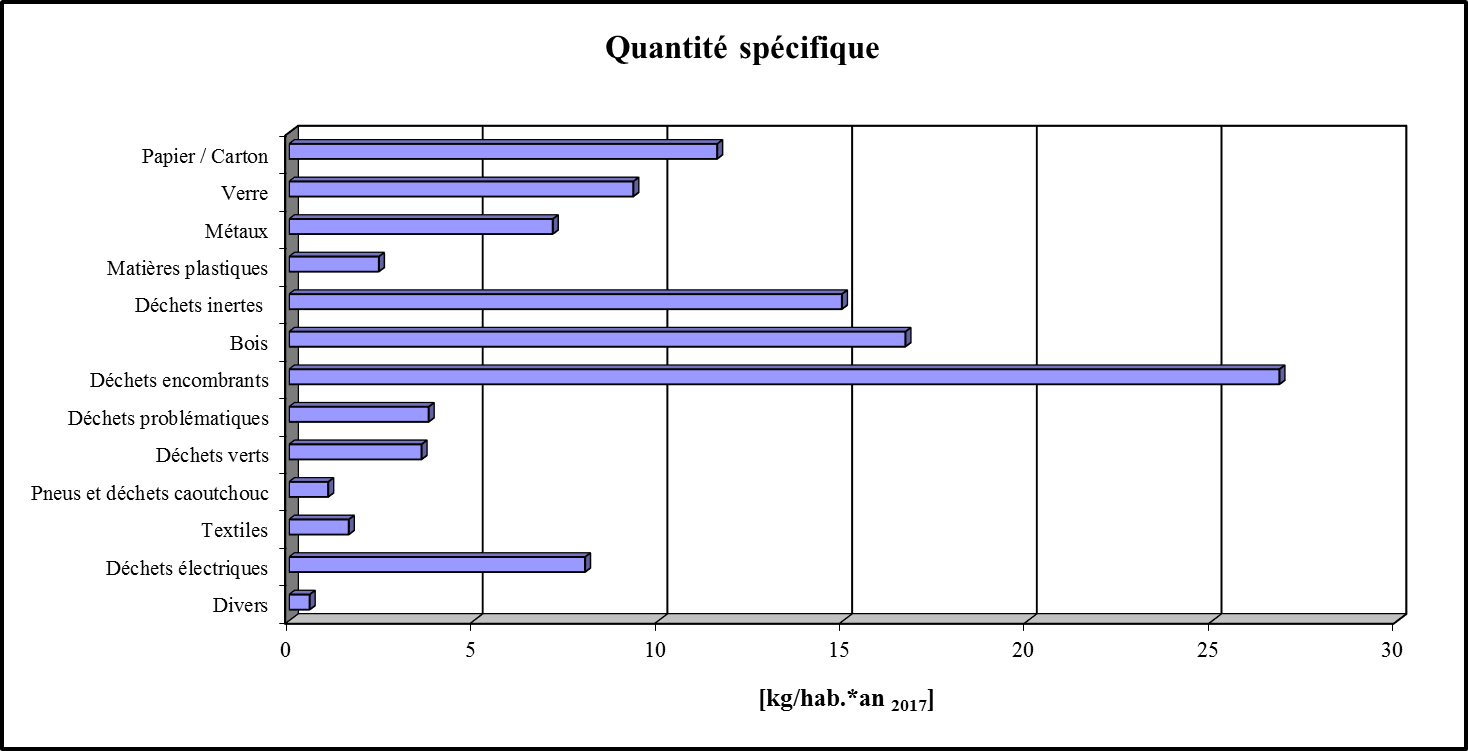 Quantité spécifique
Papier / Carton
Verre
Métaux
Matières plastiques
Déchets inertes
Bois
Déchets encombrants
Déchets problématiques
Déchets verts
Pneus et déchets caoutchouc
Textiles
Déchets électriques
Divers
0 5 10 15 20 25 30
[kg/hab.*an 2017]